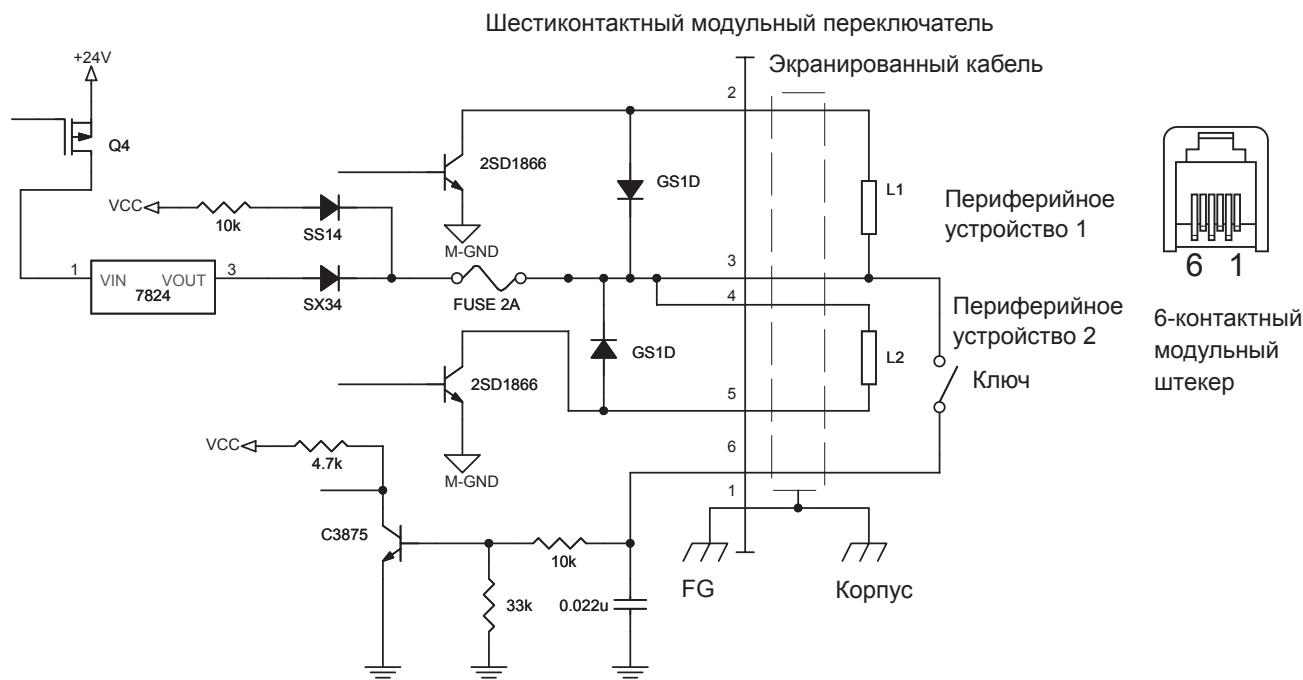 Шестиконтактный модульный переключатель
Экранированный кабель
+24V
2
Q4
2SD1866
GS1D
L1
VCC
10k
SS14
M-GND
Периферийное
устройство 1
6 1
1
VIN
VOUT
3
7824
SX34
FUSE 2A
3
4
Периферийное
устройство 2
6-контактный
модульный
штекер
GS1D
L2
2SD1866
5
Ключ
VCC
4.7k
M-GND
6
1
C3875
10k
33k
0.022u
FG
Корпус